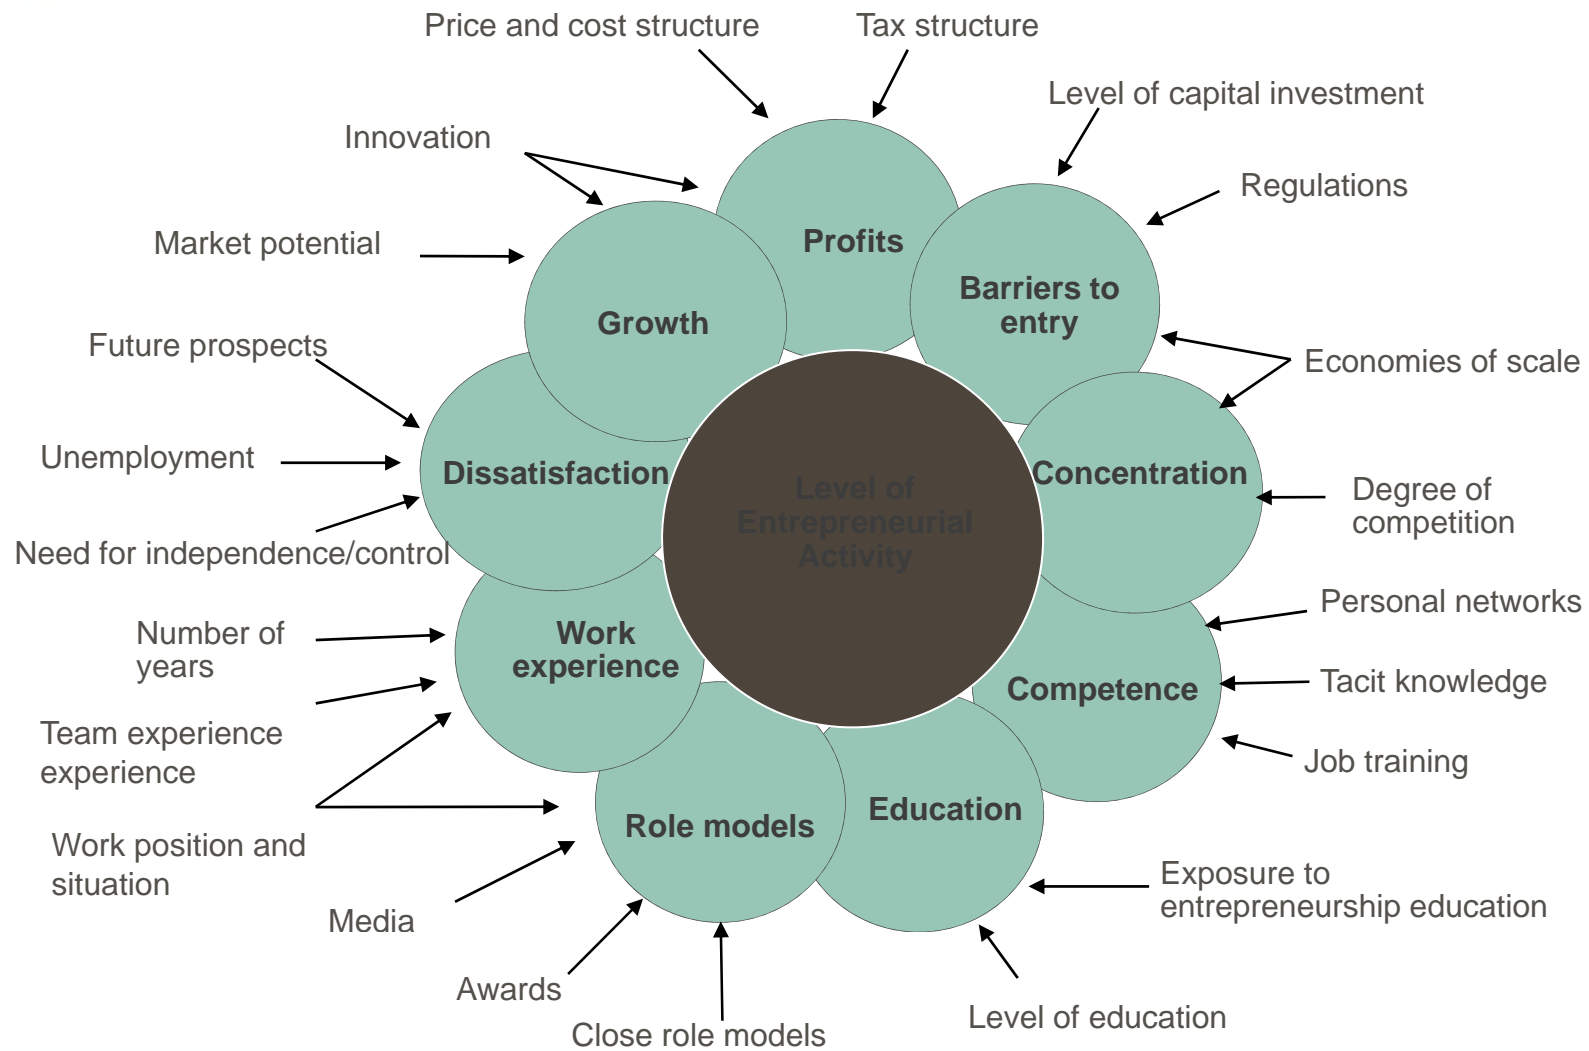 Price and cost structure
Tax structure
Level of capital investment
Innovation
Regulations
Market potential
Profits
Barriers to
entry
Growth
Future prospects
Economies of scale
Unemployment
Dissatisfaction
Concentration
Level of
Entrepreneurial
Activity
Degree of
competition
Need for independence/control
Personal networks
Number of
years
Work
experience
Competence
Tacit knowledge
Team experience
experience
Job training
Role models
Education
Work position and
situation
Exposure to
entrepreneurship education
Media
Awards
Close role models
Level of education